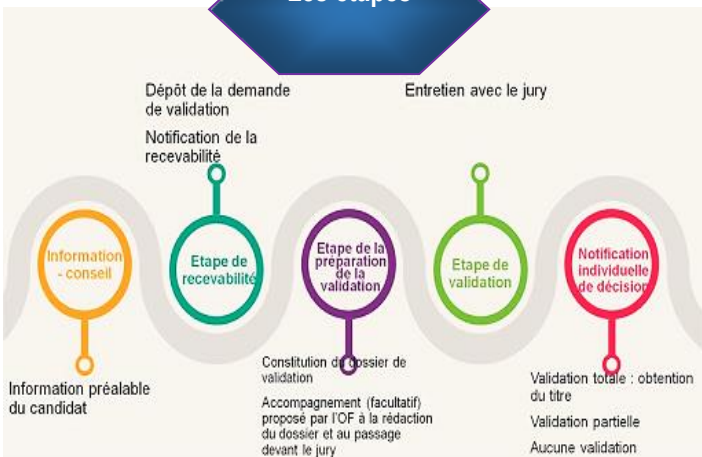 Les étapes
Dépôt de la demande
de validation
Notification de la
recevabilité
Entretien avec le jury
Information
- conseil
Etape de
recevabilité
Etape de la
préparation
de la
validation
Etape de
validation
Notification
individuelle
de décision
Information préalable
du candidat
Constitution du dossier de
validation
Accompagnement (facultatif)
proposé par l'OF à la rédaction
du dossier et au passage
devant le jury
Validation totale : obtention
du titre
Validation partielle
Aucune validation